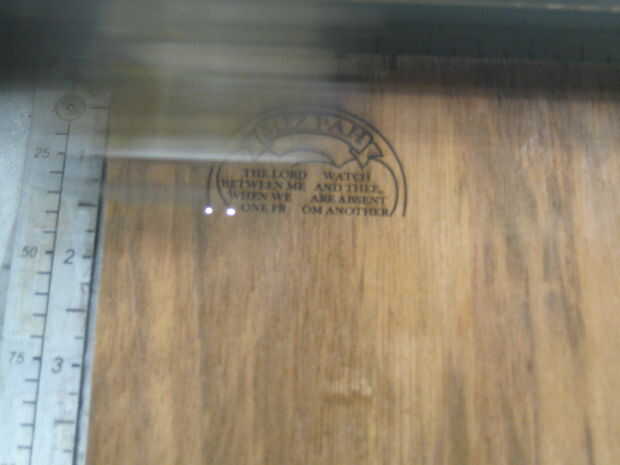 MIZPAH
THE LORD WATCH
BETWEEN ME AND THEE,
WHEN WE ARE ABSENT
ONE FR OM ANOTHER
25
50
2
75
3